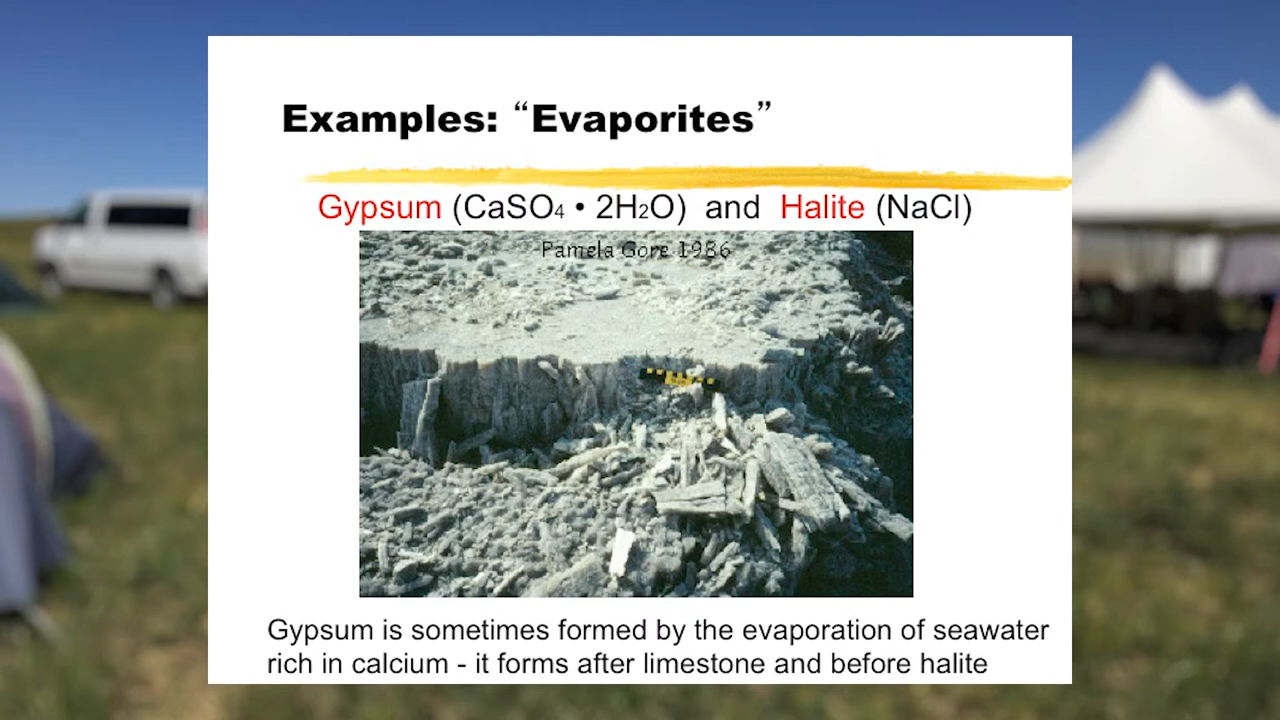 Examples: “Evaporites”
Gypsum (CaSO₄ • 2H₂O) and Halite (NaCl)
Pamela Gore 1986
Gypsum is sometimes formed by the evaporation of seawater
rich in calcium - it forms after limestone and before halite